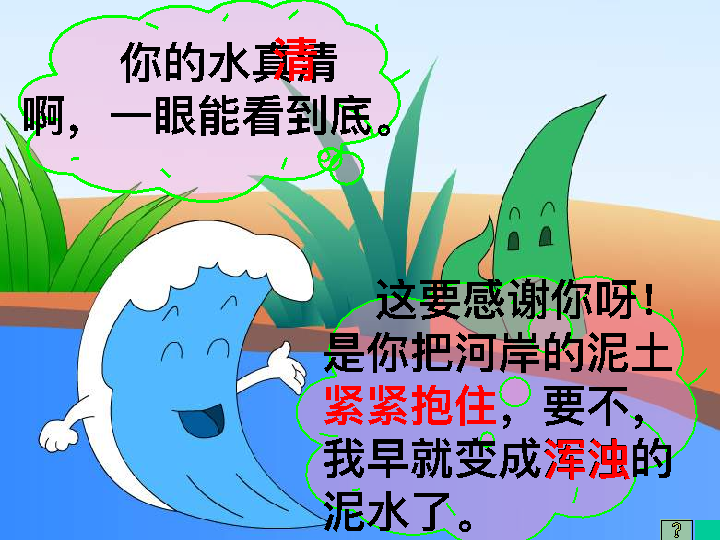 你的水真清
啊，一眼能看到底。
这要感谢你呀！
是你把河岸的泥土
紧紧抱住，要不，
我早就变成浑浊的
泥水了。
?